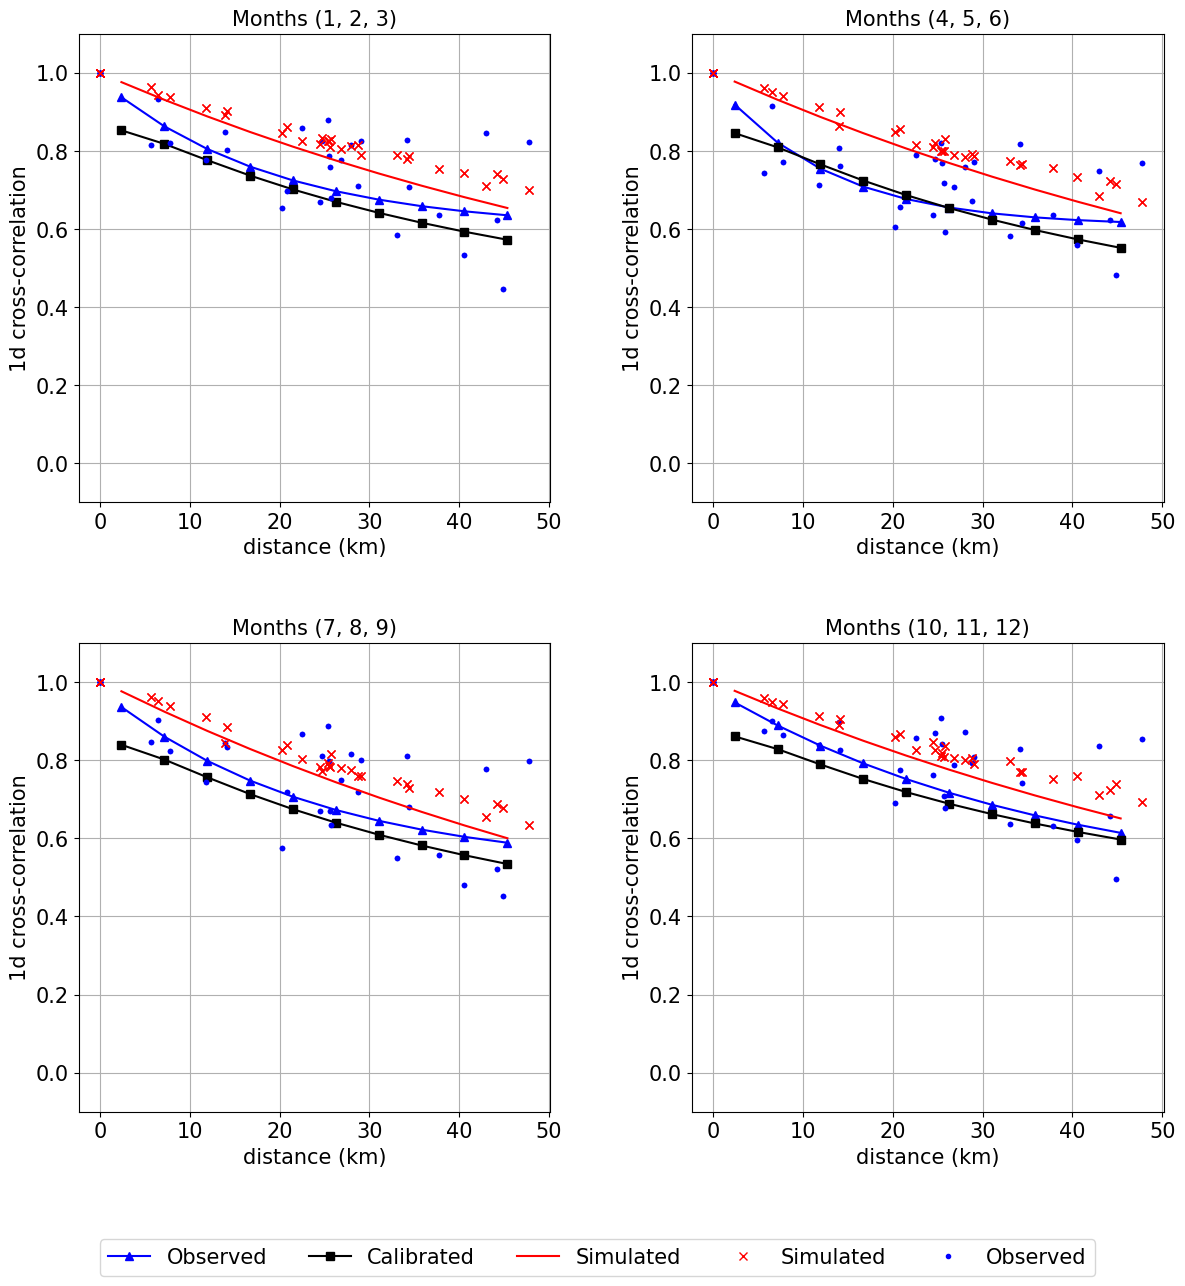 Months (1, 2, 3)
1.0
0.8
0.6
0.4
0.2
0.0
1d cross-correlation
0 10 20 30 40 50
distance (km)
Months (4, 5, 6)
1.0
0.8
0.6
0.4
0.2
0.0
1d cross-correlation
0 10 20 30 40 50
distance (km)
Months (7, 8, 9)
1.0
0.8
0.6
0.4
0.2
0.0
1d cross-correlation
0 10 20 30 40 50
distance (km)
Months (10, 11, 12)
1.0
0.8
0.6
0.4
0.2
0.0
1d cross-correlation
0 10 20 30 40 50
distance (km)
Observed Calibrated Simulated Simulated Observed